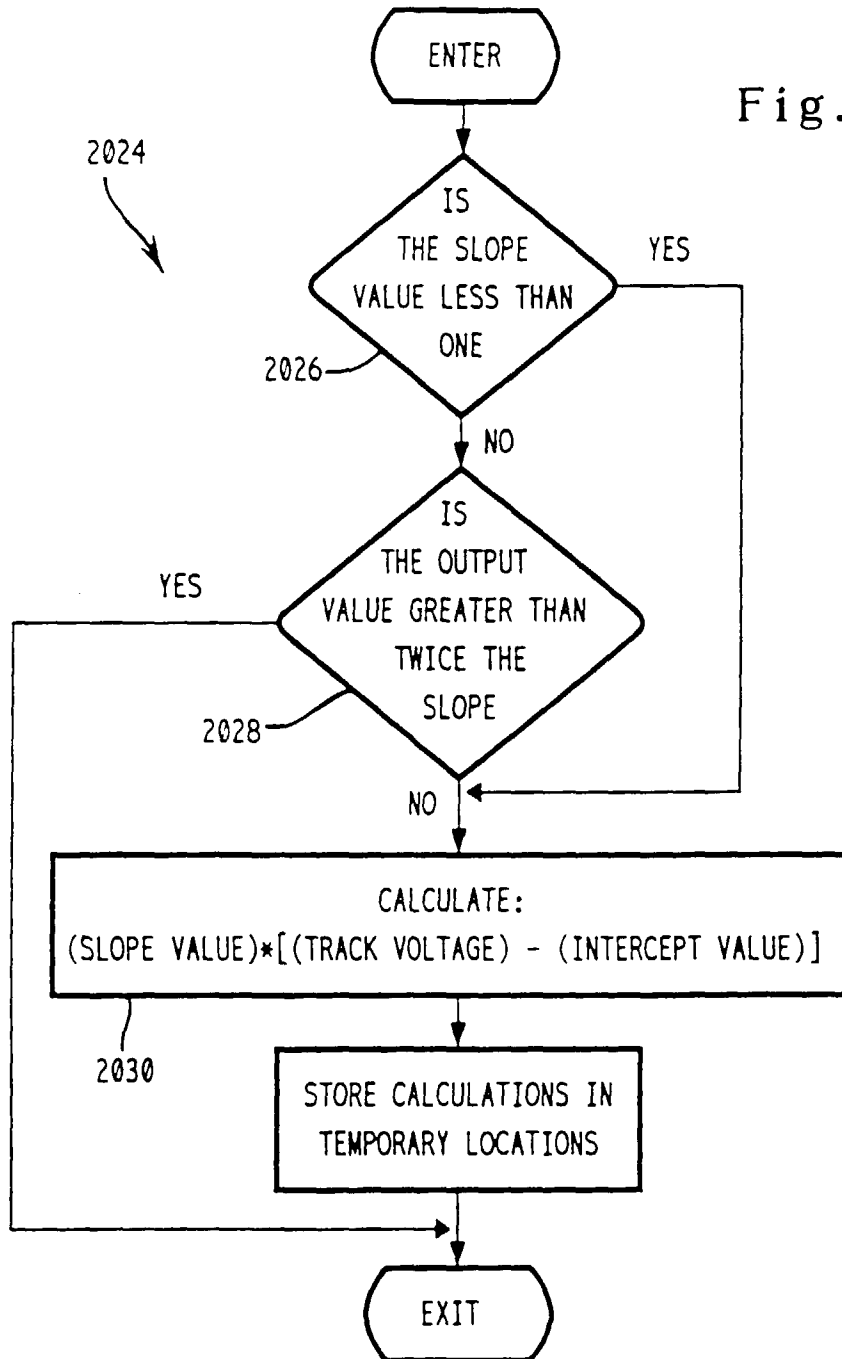 ENTER
Fig.
2024
IS
THE SLOPE
VALUE LESS THAN
ONE
YES
2026
NO
IS
THE OUTPUT
VALUE GREATER THAN
TWICE THE
SLOPE
YES
2028
NO
CALCULATE:
(SLOPE VALUE)*[(TRACK VOLTAGE) - (INTERCEPT VALUE)]
2030
STORE CALCULATIONS IN
TEMPORARY LOCATIONS
EXIT